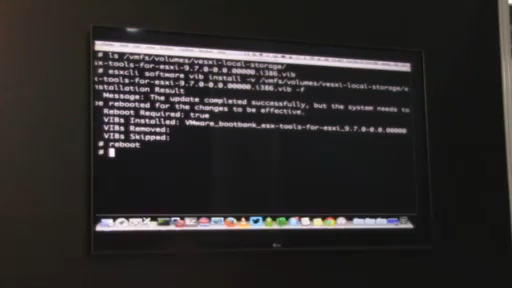 # ls /vmfs/volumes/vesxi-local-storage/
sx-tools-for-esxi-9.7.0-0.0.00000.i386.vib
# esxcli software vib install -v /vmfs/volumes/vesxi-local-storage/e
x-tools-for-esxi-9.7.0-0.0.00000.i386.vib -f
stallation Result
Message: The update completed successfully, but the system needs to
be rebooted for the changes to be effective.
Reboot Required: true
VIBs Installed: VMware_bootbank_esx-tools-for-esxi_9.7.0-0.0.00000
VIBs Removed:
VIBs Skipped:
# reboot
#